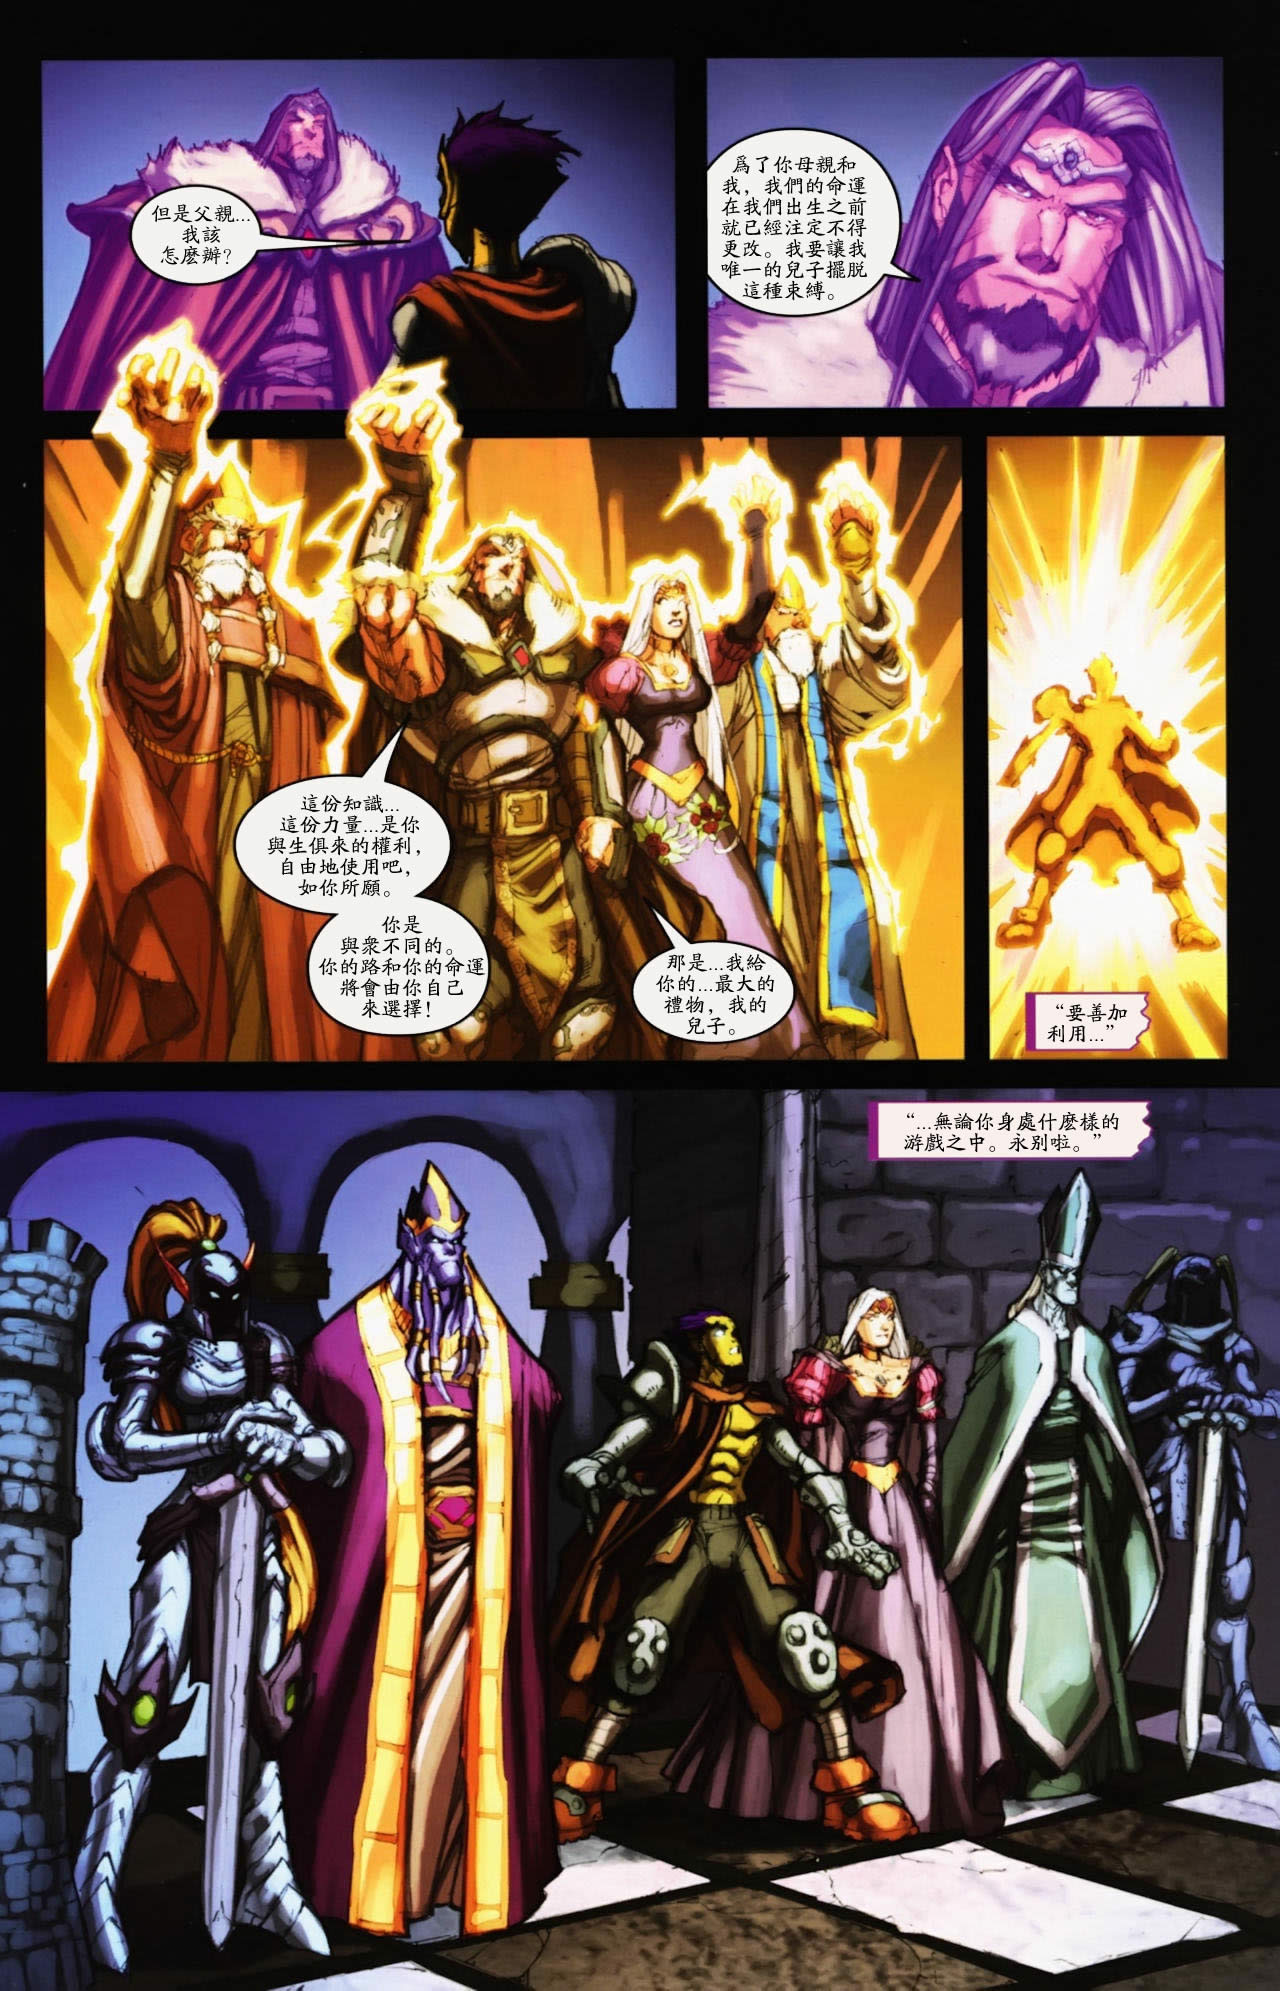 但是父親...
我該
怎麽辦?
爲了你母親和
我，我們的命運
在我們出生之前
就已經注定不得
更改。我要讓我
唯一的兒子擺脱
這種束縛。
這份知識...
這份力量...是你
與生俱來的權利，
自由地使用吧，
如你所願。
你是
與衆不同的。
你的路和你的命運
將會由你自己
來選擇!
那是...我給
你的...最大的
禮物，我的
兒子。
“要善加
利用...”
“...無論你身處什麽樣的
游戲之中。永别啦。”